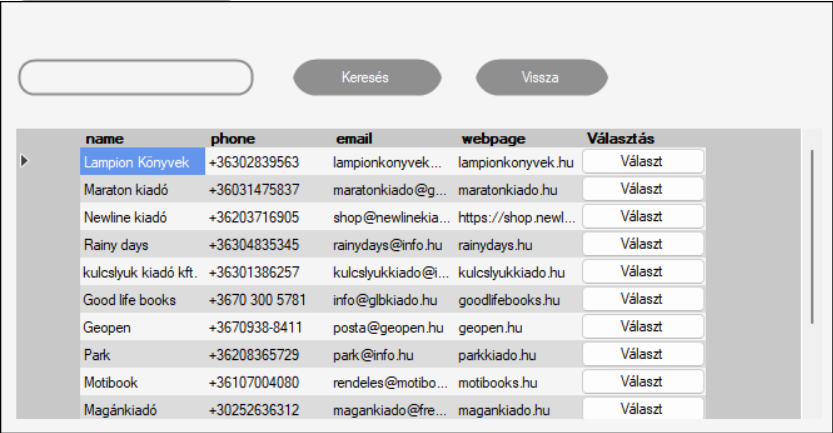 Keresés Vissza
name phone email webpage Választás
Lampion Könyvek +36302839563 lampionkonyvek... lampionkonyvek.hu Választ
Maraton kiadó +36031475837 maratonkiado@g... maratonkiado.hu Választ
Newline kiadó +36203716905 shop@newlinekia... https://shop.newl... Választ
Rainy days +36304835345 rainydays@info.hu rainydays.hu Választ
kulcslyuk kiadó kft. +36301386257 kulcslyukkiado@i... kulcslyukkiado.hu Választ
Good life books +3670 300 5781 info@glbkiado.hu goodlifebooks.hu Választ
Geopen +3670938-8411 posta@geopen.hu geopen.hu Választ
Park +36208365729 park@info.hu parkkiado.hu Választ
Motibook +36107004080 rendeles@motibo... motibooks.hu Választ
Magánkiadó +30252636312 magankiado@fre... magankiado.hu Választ